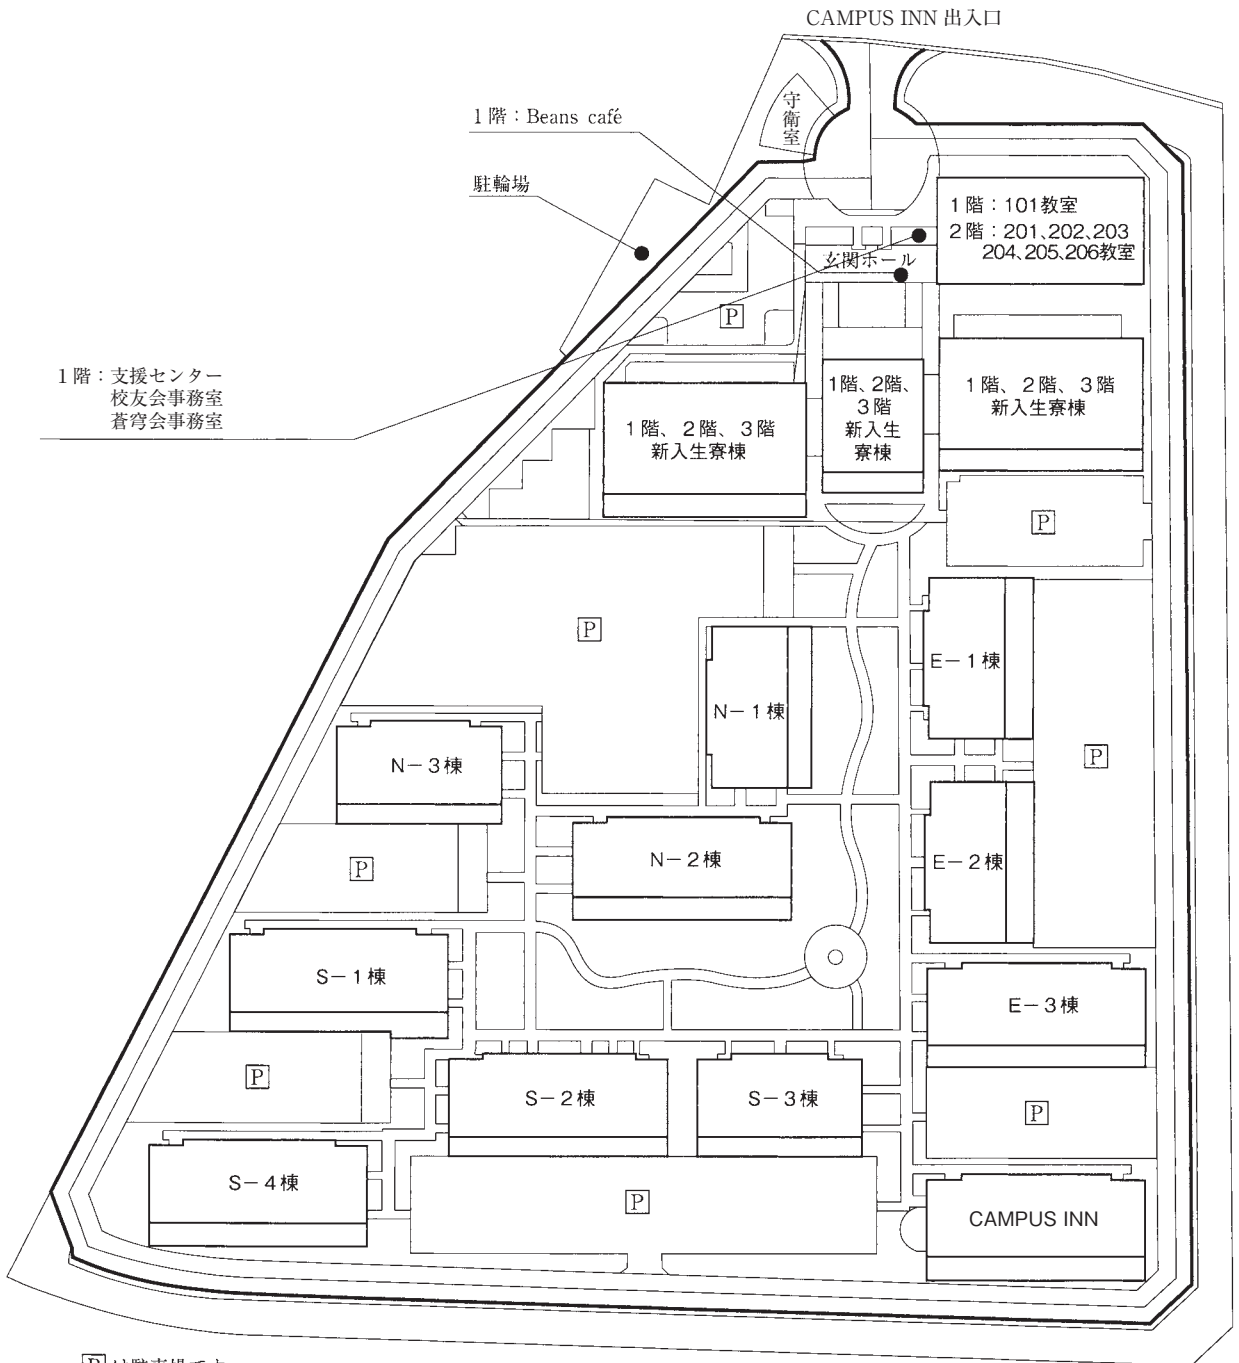 CAMPUS INN 出入口
守衛室
1階：Beans café
駐輪場
1階：101教室
2階：201、202、203
204、205、206教室
玄関ホール
P
1階：支援センター
校友会事務室
蒼穹会事務室
1階、2階、3階
新入生寮棟
1階、2階、
3階
新入生
寮棟
1階、2階、3階
新入生寮棟
P
P
E－1棟
N－1棟
P
N－3棟
N－2棟
E－2棟
P
S－1棟
E－3棟
P
S－2棟
S－3棟
P
S－4棟
P
CAMPUS INN